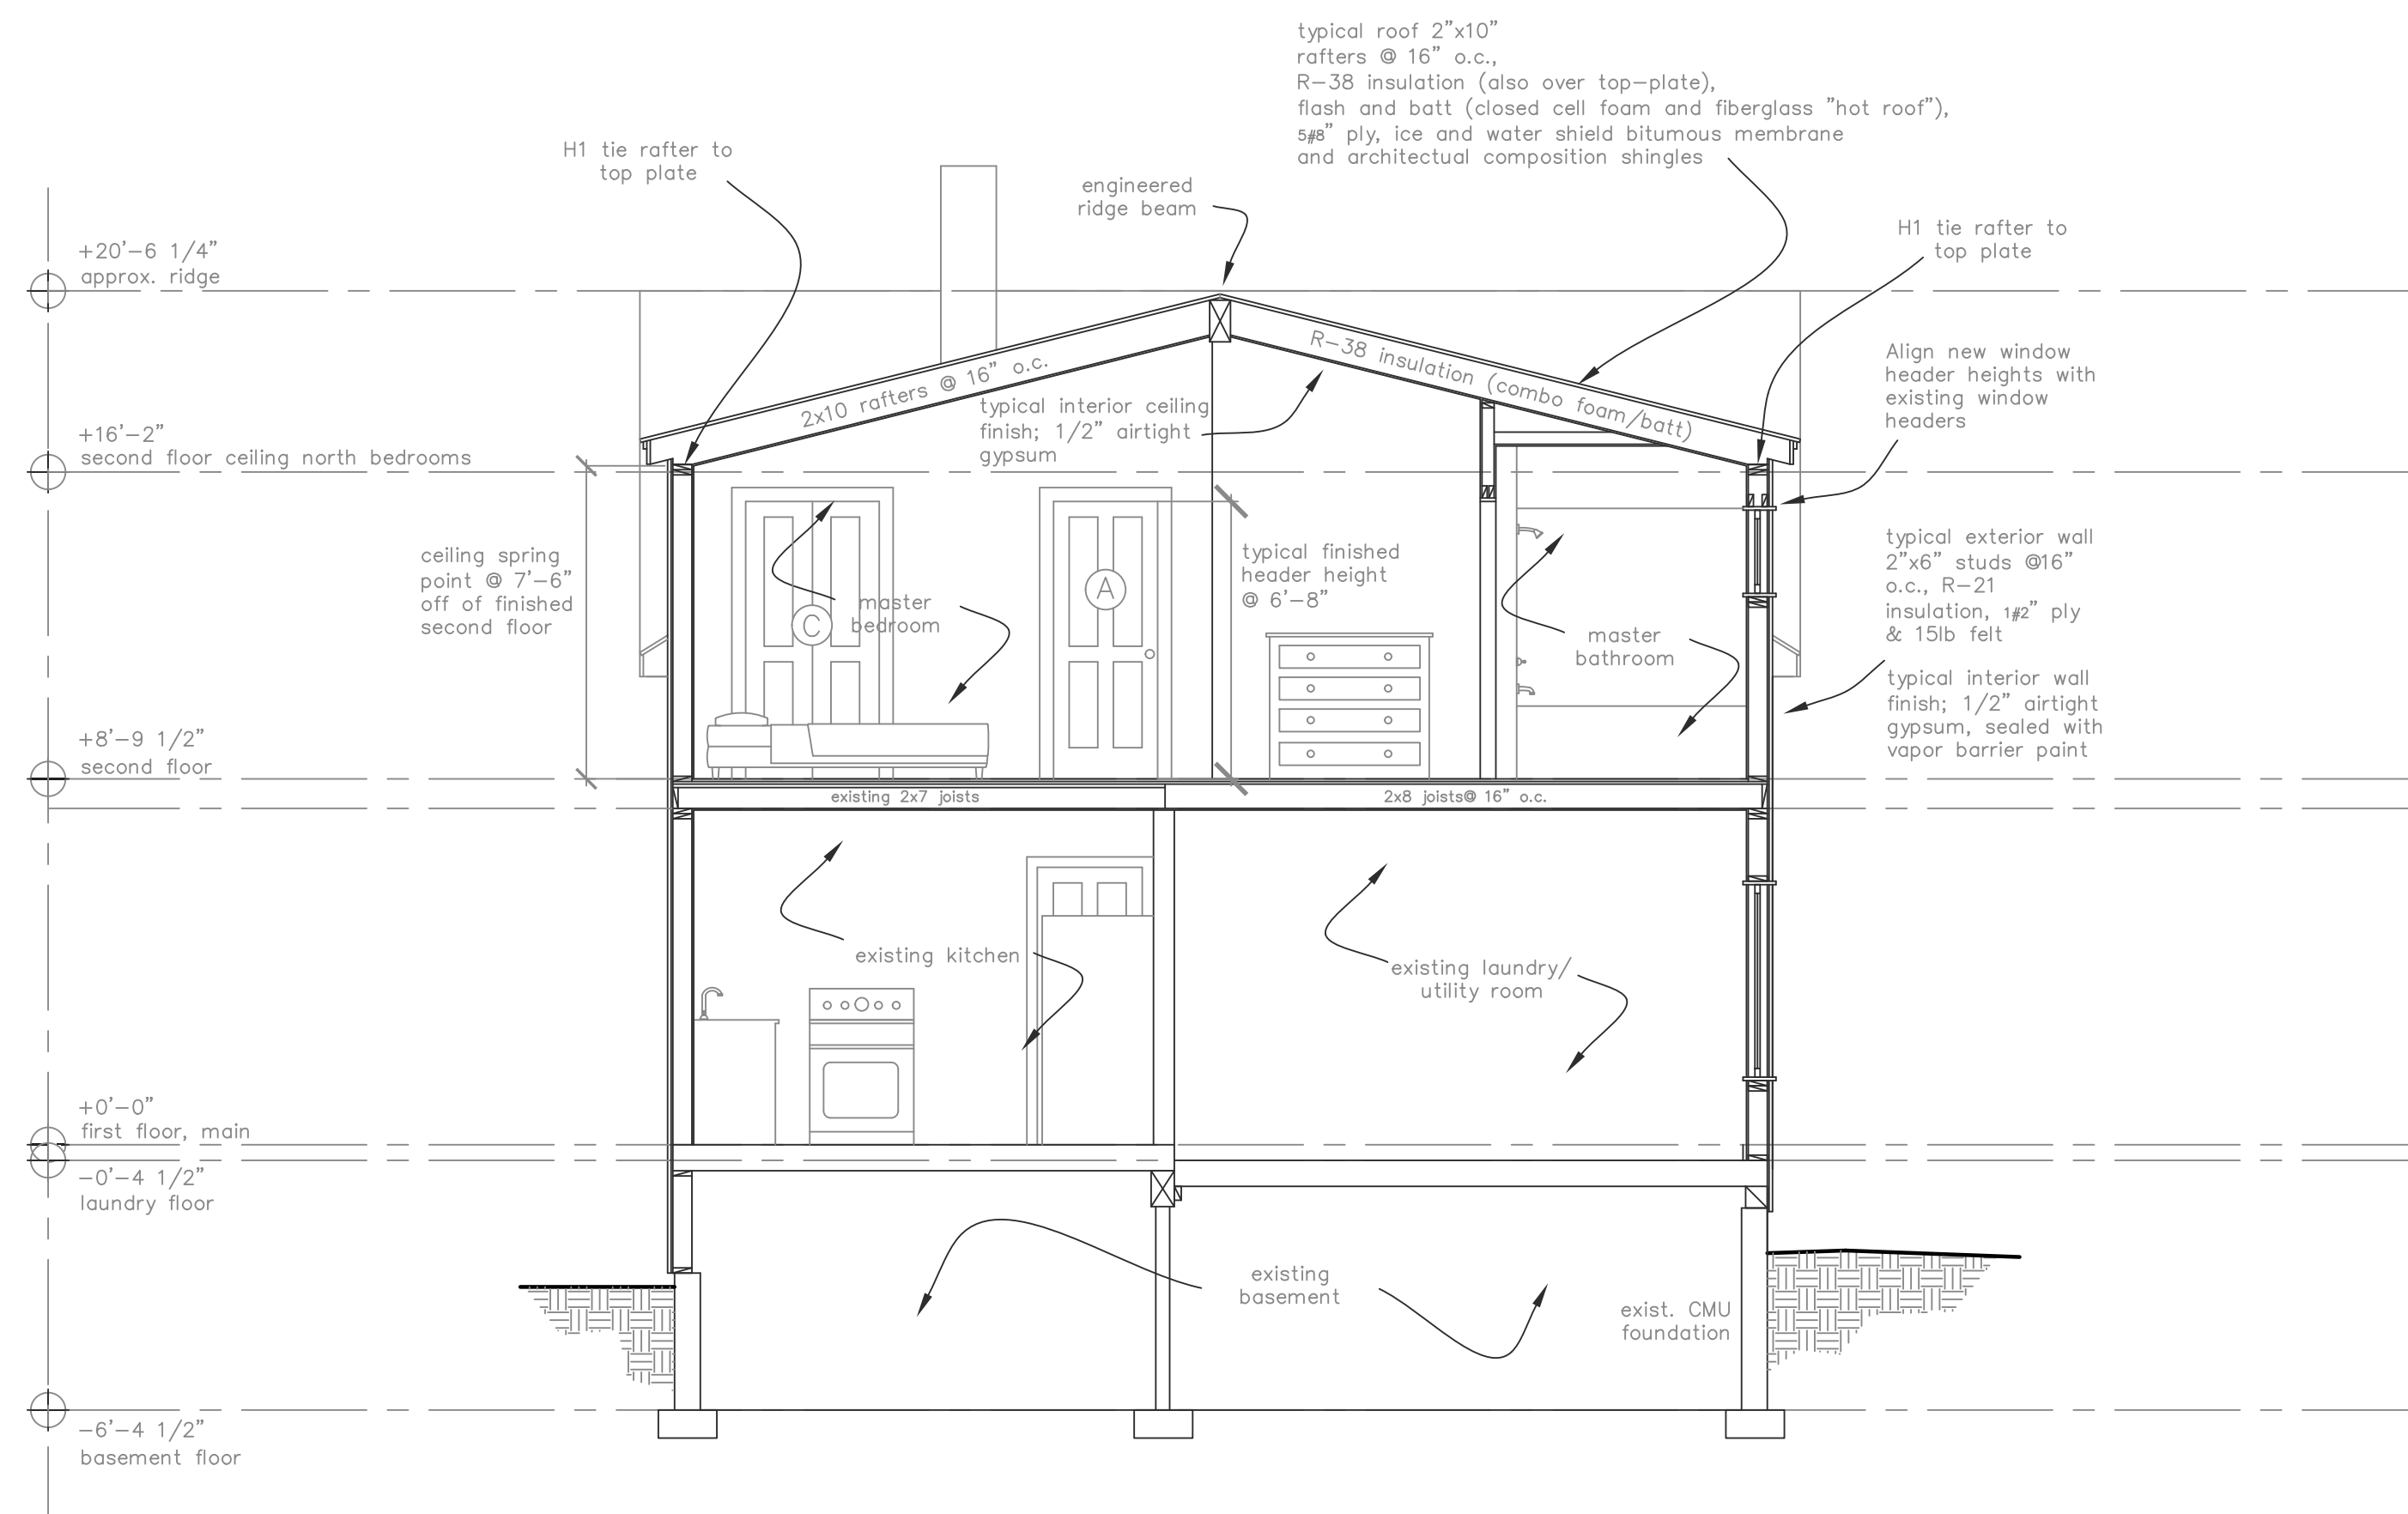 typical roof 2”x10”
rafters @ 16” o.c.,
R-38 insulation (also over top-plate),
flash and batt (closed cell foam and fiberglass ”hot roof”),
5#8” ply, ice and water shield bitumous membrane
and architectual composition shingles
H1 tie rafter to
top plate
engineered
ridge beam
H1 tie rafter to
top plate
+20’-6 1/4”
approx. ridge
Align new window
header heights with
existing window
headers
2x10 rafters @ 16” o.c.
R-38 insulation (combo foam/batt)
typical interior ceiling
finish; 1/2” airtight
gypsum
+16’-2”
second floor ceiling north bedrooms
ceiling spring
point @ 7’-6”
off of finished
second floor
C
master
bedroom
A
typical finished
header height
@ 6’-8”
master
bathroom
typical exterior wall
2”x6” studs @16”
o.c., R-21
insulation, 1#2” ply
& 15lb felt
typical interior wall
finish; 1/2” airtight
gypsum, sealed with
vapor barrier paint
+8’-9 1/2”
second floor
existing 2x7 joists
2x8 joists@ 16” o.c.
existing kitchen
existing laundry/
utility room
+0’-0”
first floor, main
-0’-4 1/2”
laundry floor
existing
basement
exist. CMU
foundation
-6’-4 1/2”
basement floor